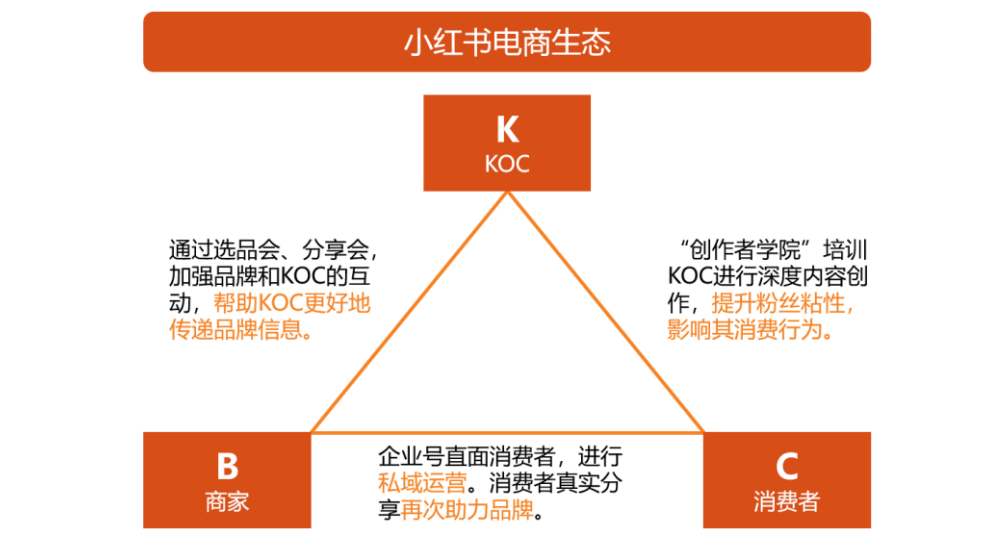 小红书电商生态
K
KOC
通过选品会、分享会，
加强品牌和KOC的互
动，帮助KOC更好地
传递品牌信息。
“创作者学院”培训
KOC进行深度内容创
作，提升粉丝粘性，
影响其消费行为。
B
商家
企业号直面消费者，进行
私域运营。消费者真实分
享再次助力品牌。
C
消费者